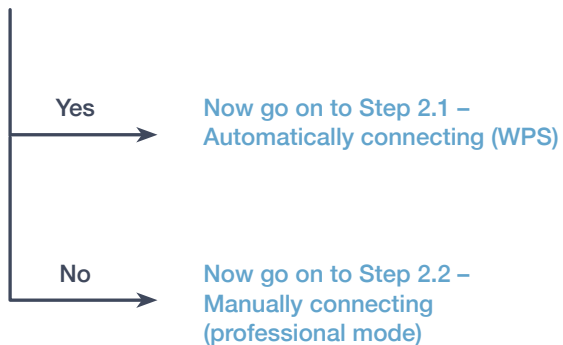 Yes
Now go on to Step 2.1 –
Automatically connecting (WPS)
No
Now go on to Step 2.2 –
Manually connecting
(professional mode)